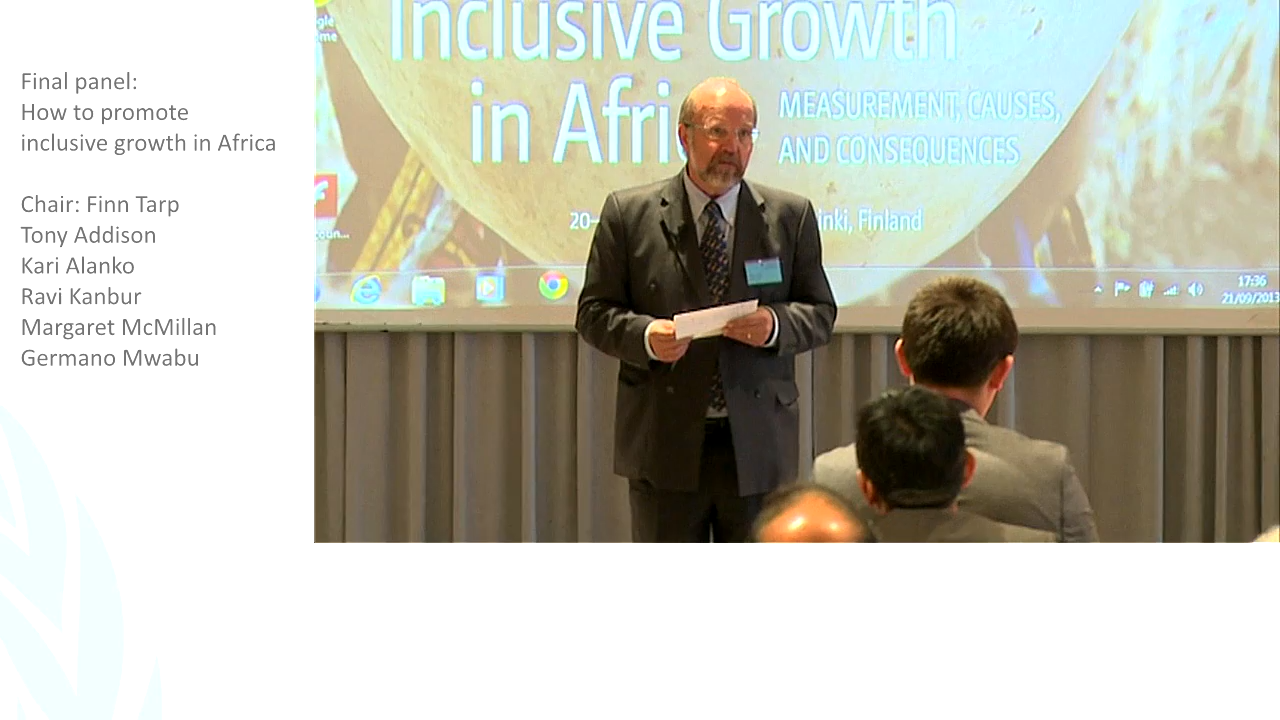 Final panel:
How to promote
inclusive growth in Africa
Chair: Finn Tarp
Tony Addison
Kari Alanko
Ravi Kanbur
Margaret McMillan
Germano Mwabu
Inclusive Growth
in Afri
MEASUREMENT, CAUSES,
AND CONSEQUENCES
20–
inki, Finland
17:36
21/09/2013